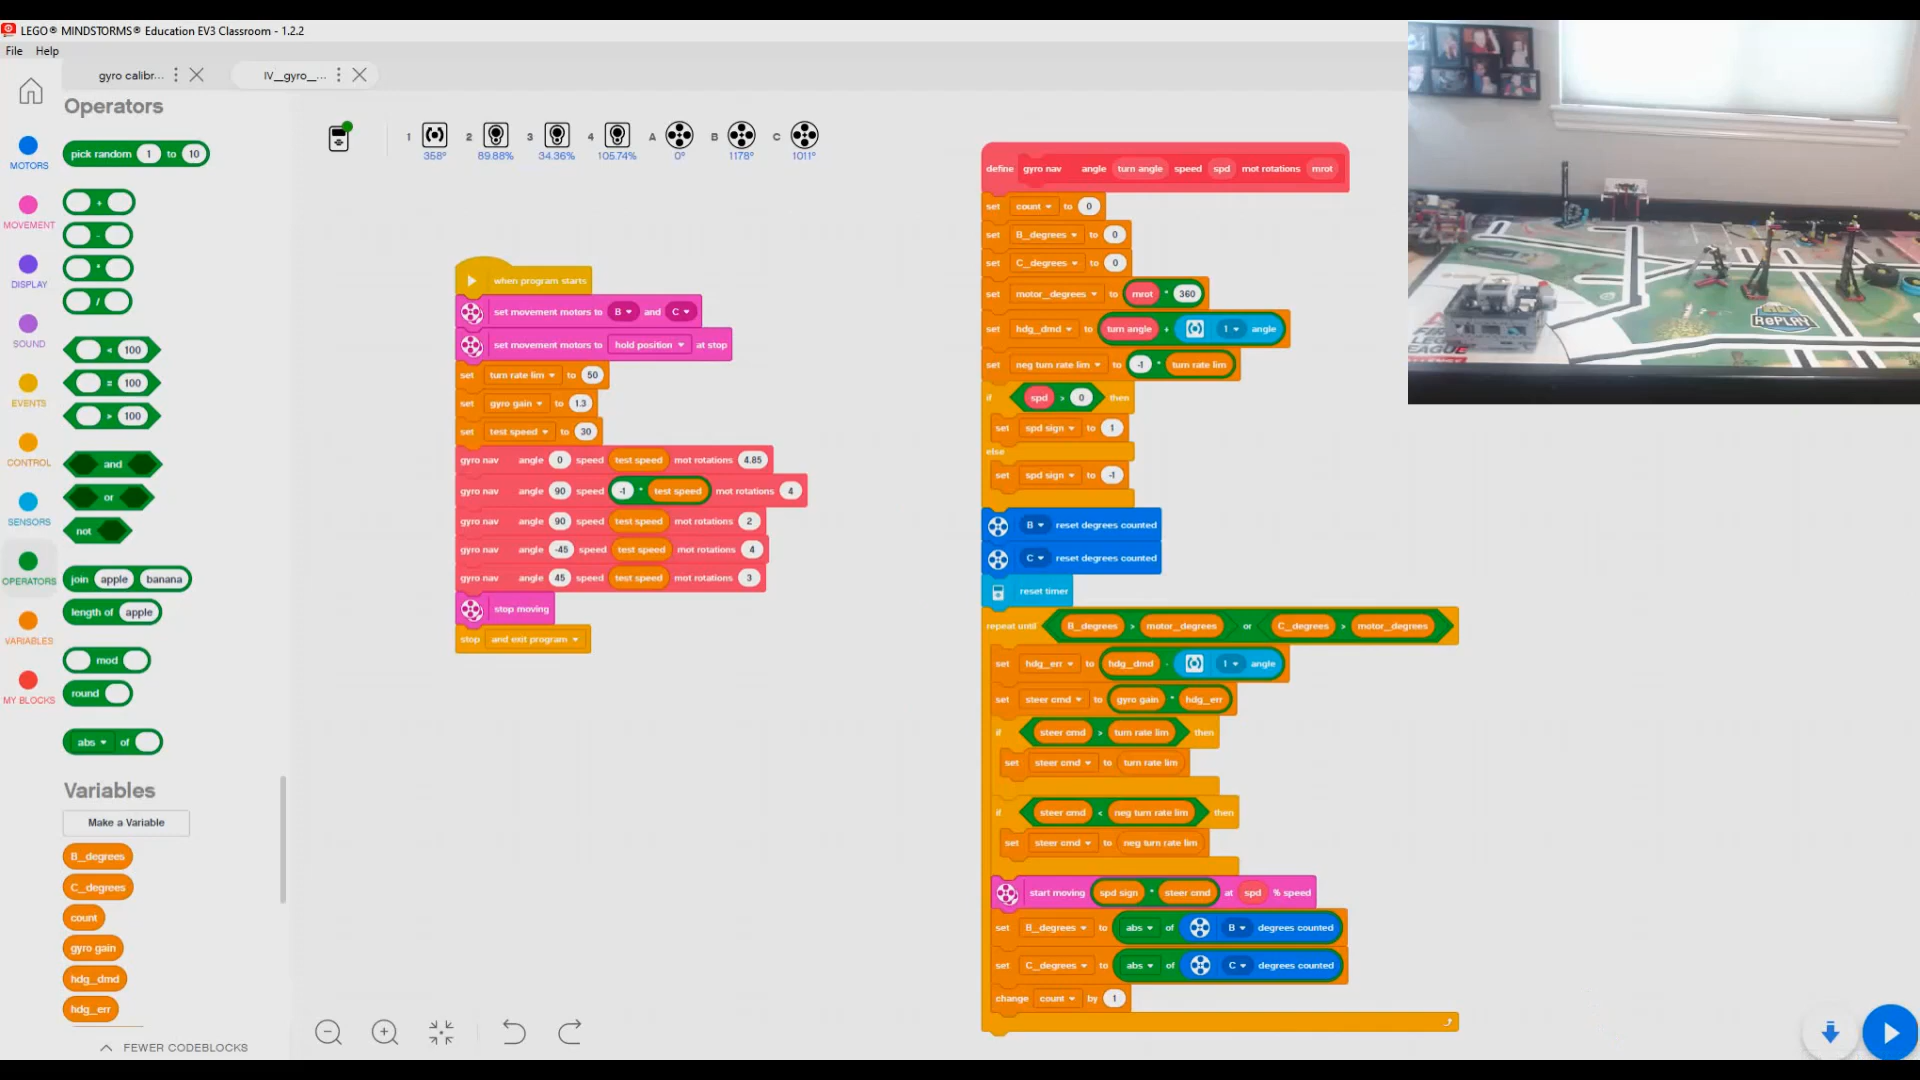 LEGO® MINDSTORMS® Education EV3 Classroom - 1.2.2
File Help
gyro calibr...
IV__gyro__...
Operators
MOTORS
MOVEMENT
DISPLAY
SOUND
EVENTS
CONTROL
SENSORS
OPERATORS
VARIABLES
MY BLOCKS
pick random 1 to 10
+
-
*
/
< 100
= 100
> 100
and
or
not
join apple banana
length of apple
mod
round
abs of
Variables
Make a Variable
B_degrees
C_degrees
count
gyro gain
hdg_dmd
hdg_err
FEWER CODEBLOCKS
1 2 3 4 A B C
358° 89.88% 34.36% 105.74% 0° 1178° 1011°
when program starts
set movement motors to B and C
set movement motors to hold position at stop
set turn rate lim to 50
set gyro gain to 1.3
set test speed to 30
gyro nav angle 0 speed test speed mot rotations 4.85
gyro nav angle 90 speed -1 * test speed mot rotations 4
gyro nav angle 90 speed test speed mot rotations 2
gyro nav angle -45 speed test speed mot rotations 4
gyro nav angle 45 speed test speed mot rotations 3
stop moving
stop and exit program
define gyro nav angle turn angle speed spd mot rotations mrot
set count to 0
set B_degrees to 0
set C_degrees to 0
set motor_degrees to mrot * 360
set hdg_dmd to turn angle + 1 angle
set neg turn rate lim to -1 * turn rate lim
if spd > 0 then
set spd sign to 1
else
set spd sign to -1
B reset degrees counted
C reset degrees counted
reset timer
repeat until B_degrees > motor_degrees or C_degrees > motor_degrees
set hdg_err to hdg_dmd - 1 angle
set steer cmd to gyro gain * hdg_err
if steer cmd > turn rate lim then
set steer cmd to turn rate lim
if steer cmd < neg turn rate lim then
set steer cmd to neg turn rate lim
start moving spd sign * steer cmd at spd % speed
set B_degrees to abs of B degrees counted
set C_degrees to abs of C degrees counted
change count by 1
RePLAY
FIRST
LEGO
LEAGUE